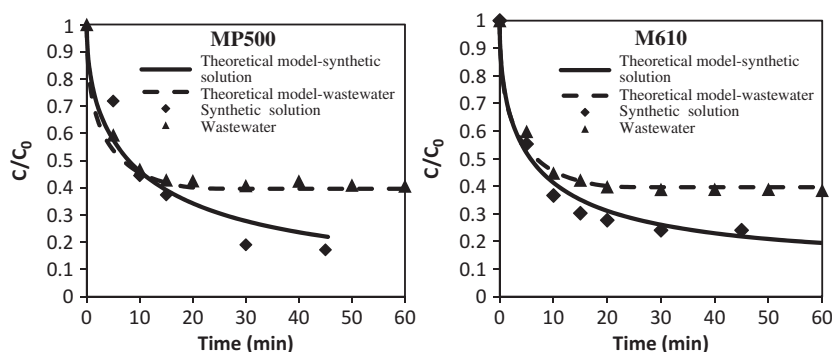 MP500
Theoretical model-synthetic
solution
Theoretical model-wastewater
Synthetic solution
Wastewater
C/C0
1
0.9
0.8
0.7
0.6
0.5
0.4
0.3
0.2
0.1
0
0 10 20 30 40 50 60
Time (min)
M610
Theoretical model-synthetic
solution
Theoretical model-wastewater
Synthetic solution
Wastewater
C/C0
1
0.9
0.8
0.7
0.6
0.5
0.4
0.3
0.2
0.1
0
0 10 20 30 40 50 60
Time (min)